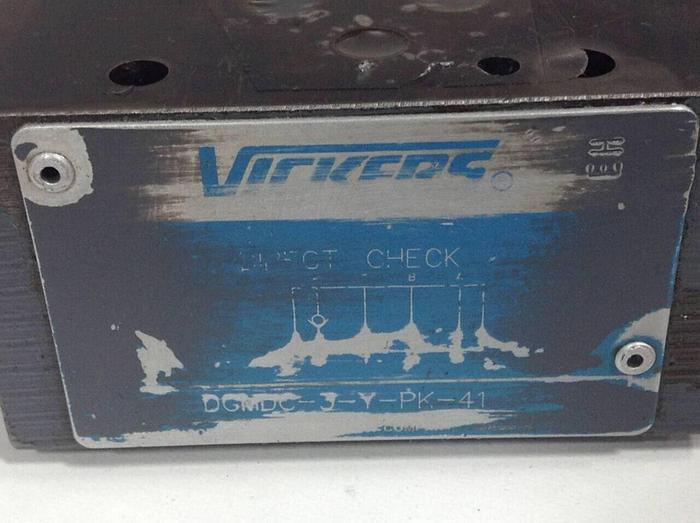 VICKERS
DIRECT CHECK
B
DGMDC-3-Y-PK-41